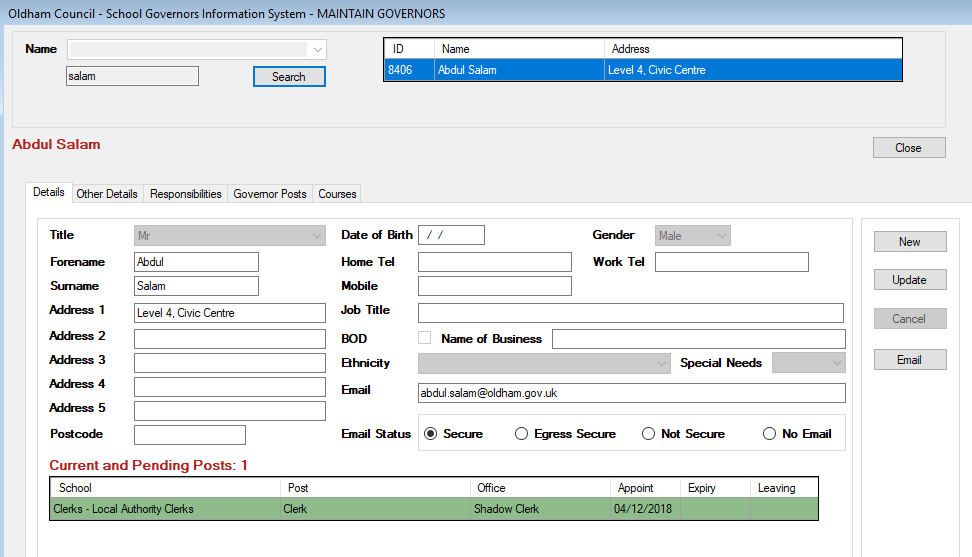 Oldham Council - School Governors Information System - MAINTAIN GOVERNORS
Name
salam
Search
ID Name Address
8406 Abdul Salam Level 4, Civic Centre
Abdul Salam
Close
Details Other Details Responsibilities Governor Posts Courses
Title Mr Date of Birth / / Gender Male
New
Forename Abdul Home Tel Work Tel
Surname Salam Mobile
Update
Address 1 Level 4, Civic Centre Job Title
Cancel
Address 2 BOD Name of Business
Address 3 Ethnicity Special Needs
Email
Address 4 Email abdul.salam@oldham.gov.uk
Address 5
Postcode Email Status Secure Egress Secure Not Secure No Email
Current and Pending Posts: 1
School Post Office Appoint Expiry Leaving
Clerks - Local Authority Clerks Clerk Shadow Clerk 04/12/2018